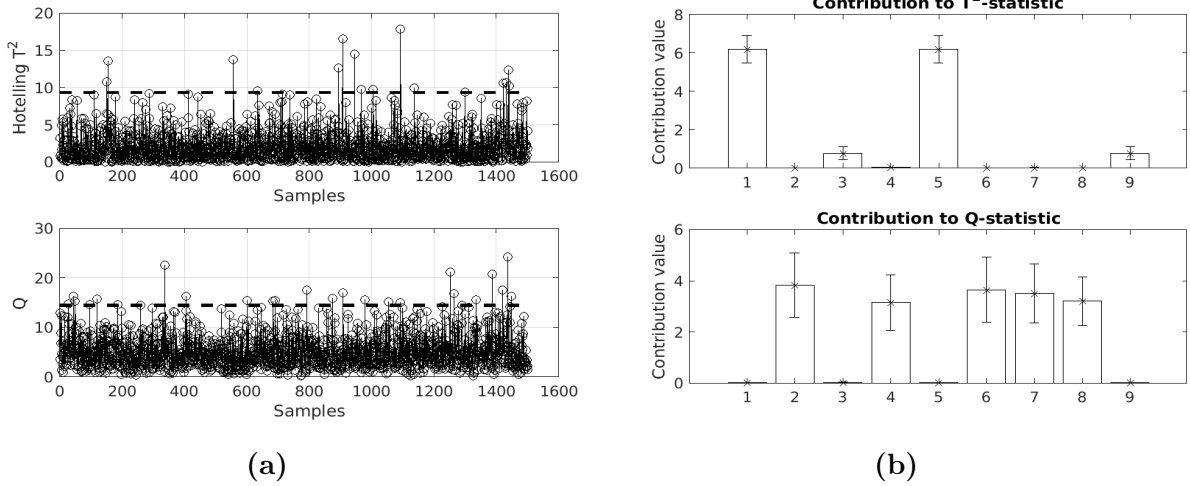 20
15
10
5
0
Hotelling T²
0 200 400 600 800 1000 1200 1400 1600
Samples
30
20
10
0
Q
0 200 400 600 800 1000 1200 1400 1600
Samples
(a)
Contribution to T²-statistic
8
6
4
2
0
Contribution value
1 2 3 4 5 6 7 8 9
Contribution to Q-statistic
6
4
2
0
Contribution value
1 2 3 4 5 6 7 8 9
(b)